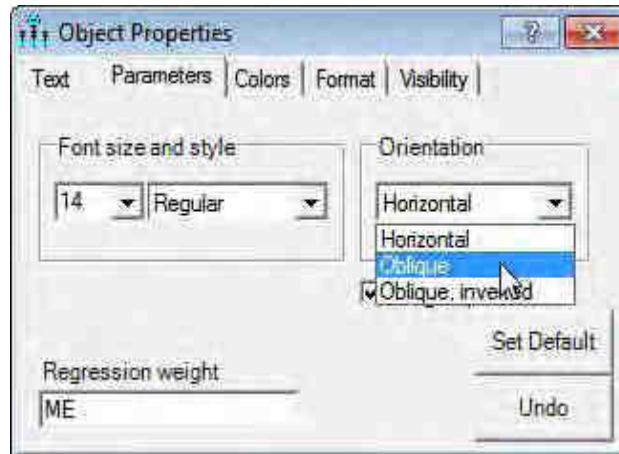 Object Properties
Text Parameters Colors Format Visibility
Font size and style
Orientation
14 Regular
Horizontal
Horizontal
Oblique
Oblique, inverted
Set Default
Regression weight
ME
Undo